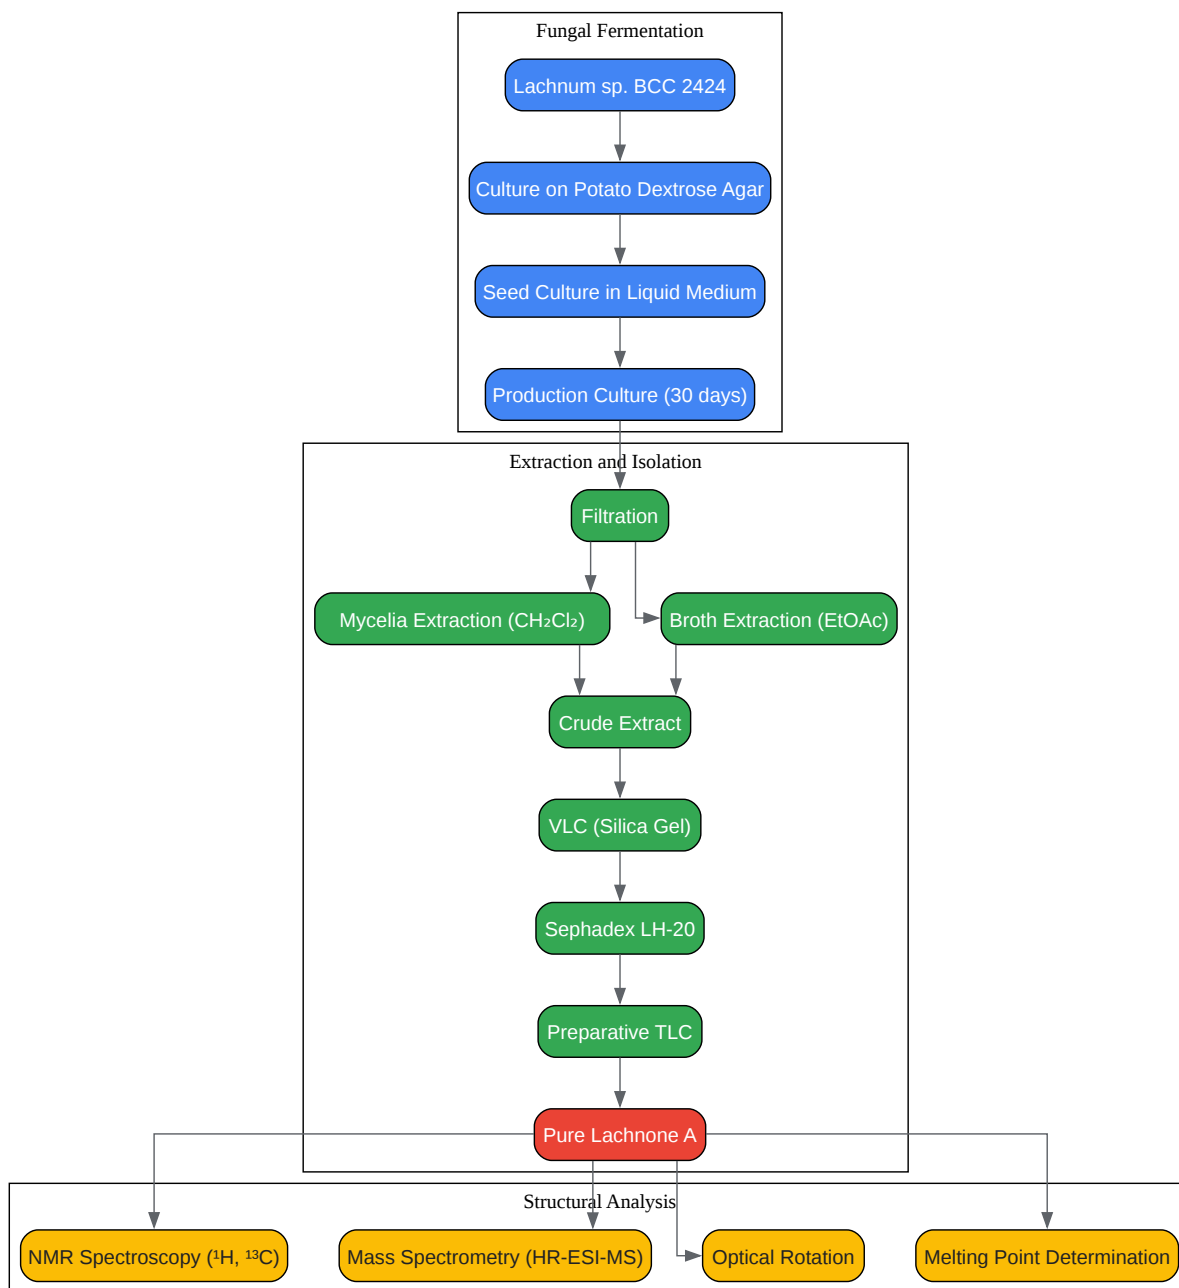 Fungal Fermentation
Lachnum sp. BCC 2424
Culture on Potato Dextrose Agar
Seed Culture in Liquid Medium
Production Culture (30 days)
Extraction and Isolation
Filtration
Mycelia Extraction (CH₂Cl₂)
Broth Extraction (EtOAc)
Crude Extract
VLC (Silica Gel)
Sephadex LH-20
Preparative TLC
Pure Lachnone A
Structural Analysis
NMR Spectroscopy (¹H, ¹³C)
Mass Spectrometry (HR-ESI-MS)
Optical Rotation
Melting Point Determination